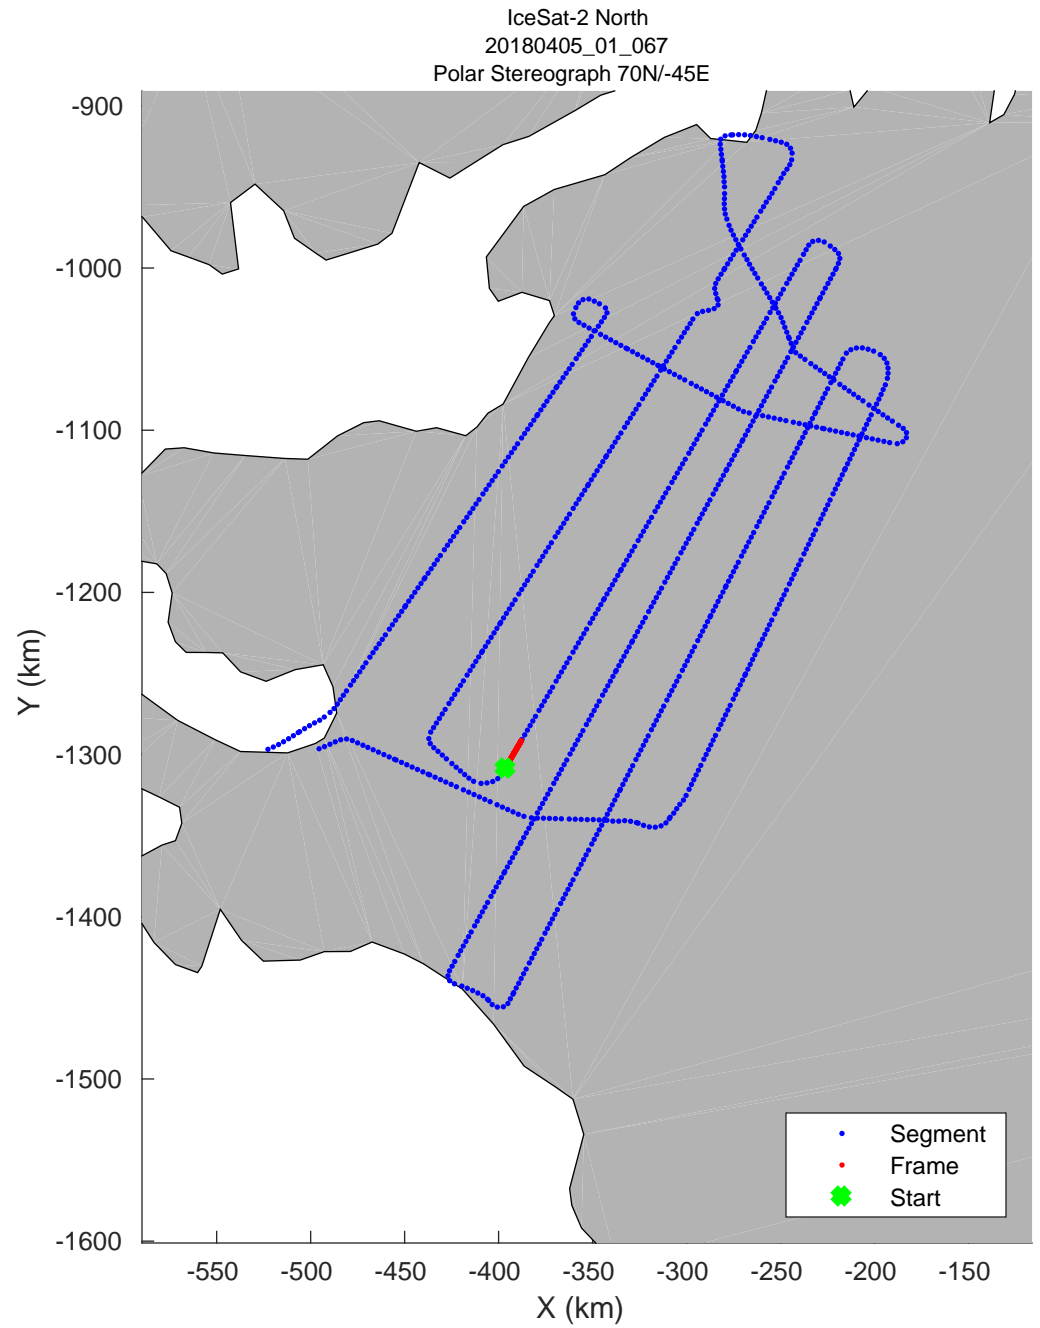 IceSat-2 North
20180405_01_067
Polar Stereograph 70N/-45E
-900
-1000
-1100
-1200
-1300
-1400
-1500
-1600
Y (km)
-550 -500 -450 -400 -350 -300 -250 -200 -150
X (km)
Segment
Frame
Start